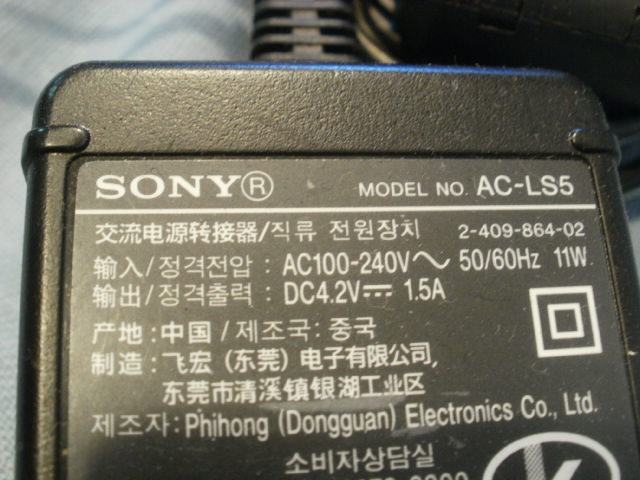 SONY® MODEL NO. AC-LS5
交流电源转接器/직류 전원장치 2-409-864-02
输入/정격전압 : AC100-240V～ 50/60Hz 11W
输出/정격출력 : DC4.2V⎓ 1.5A
产地 : 中国 / 제조국: 중국
制造 : 飞宏 (东莞) 电子有限公司,
东莞市清溪镇银湖工业区
제조자: Phihong (Dongguan) Electronics Co., Ltd.
소비자상담실